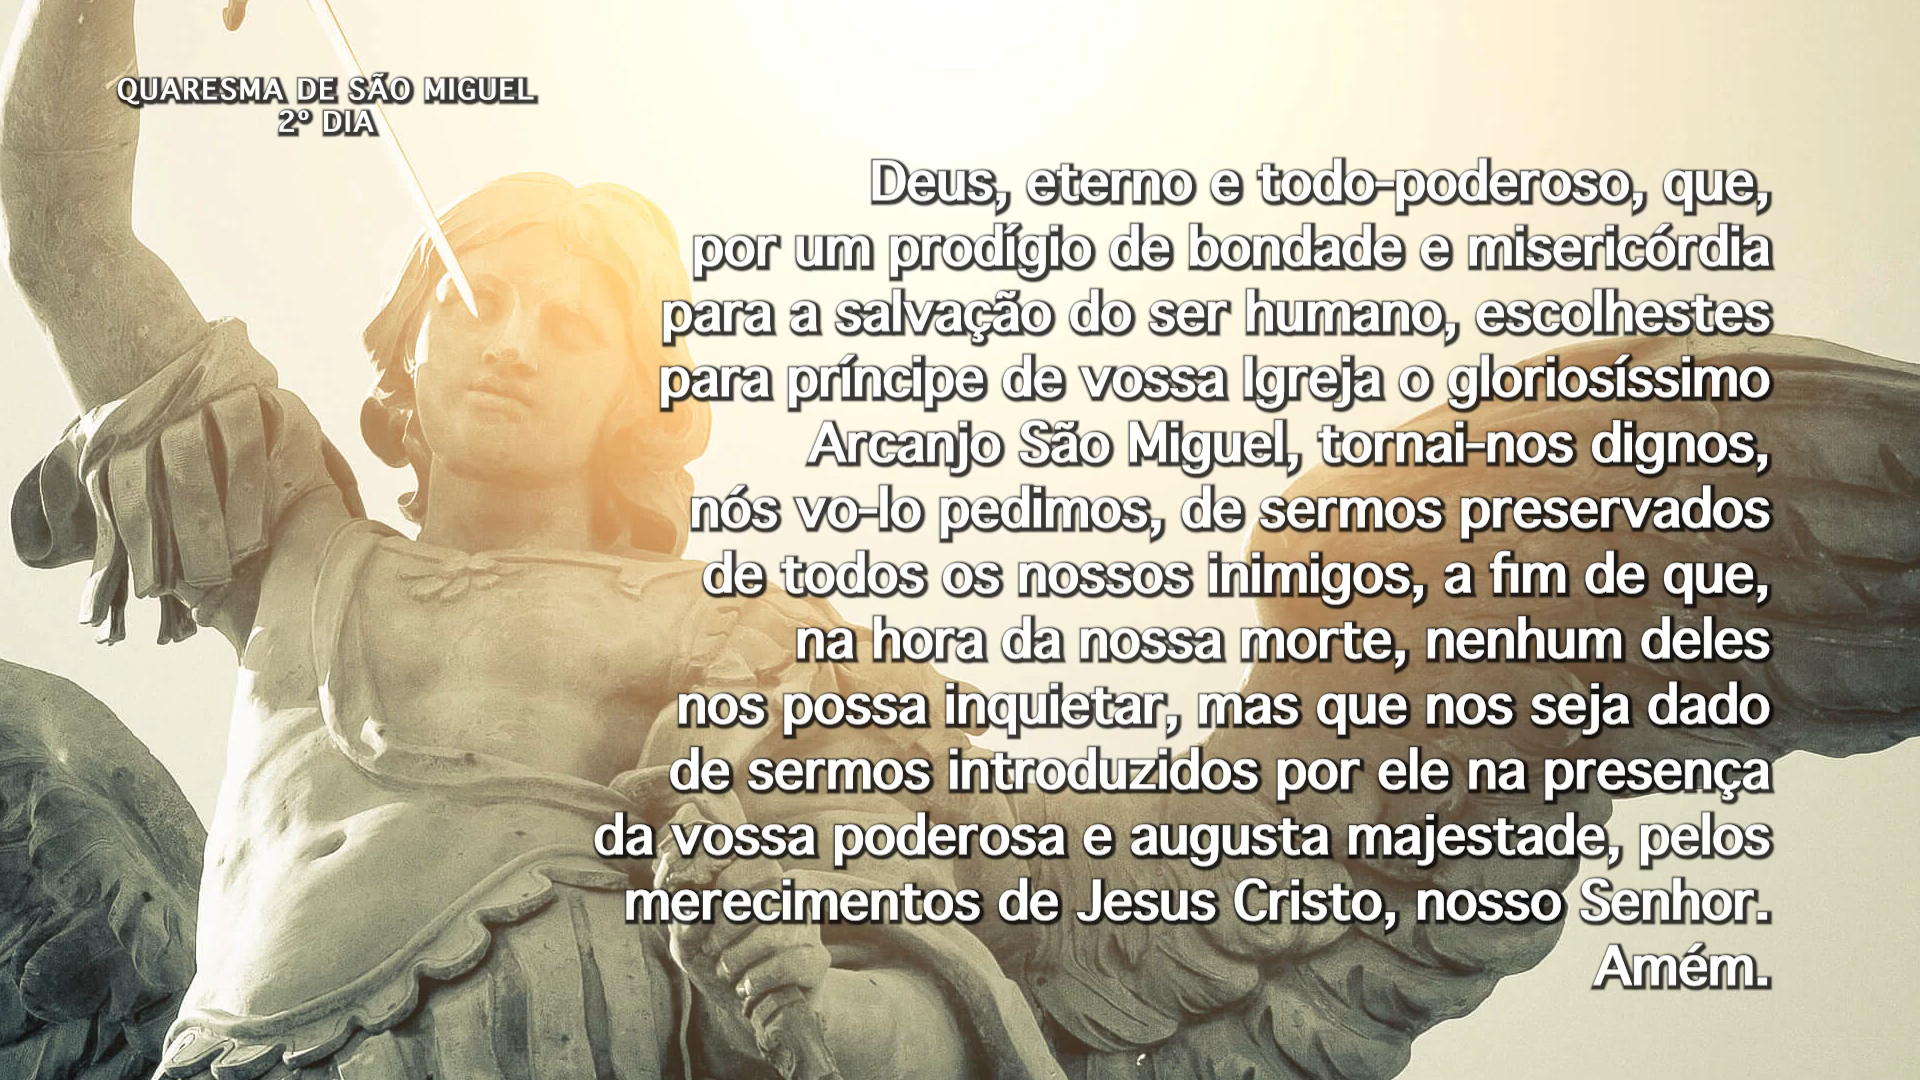 QUARESMA DE SÃO MIGUEL
2º DIA
Deus, eterno e todo-poderoso, que,
por um prodígio de bondade e misericórdia
para a salvação do ser humano, escolhestes
para príncipe de vossa Igreja o gloriosíssimo
Arcanjo São Miguel, tornai-nos dignos,
nós vo-lo pedimos, de sermos preservados
de todos os nossos inimigos, a fim de que,
na hora da nossa morte, nenhum deles
nos possa inquietar, mas que nos seja dado
de sermos introduzidos por ele na presença
da vossa poderosa e augusta majestade, pelos
merecimentos de Jesus Cristo, nosso Senhor.
Amém.